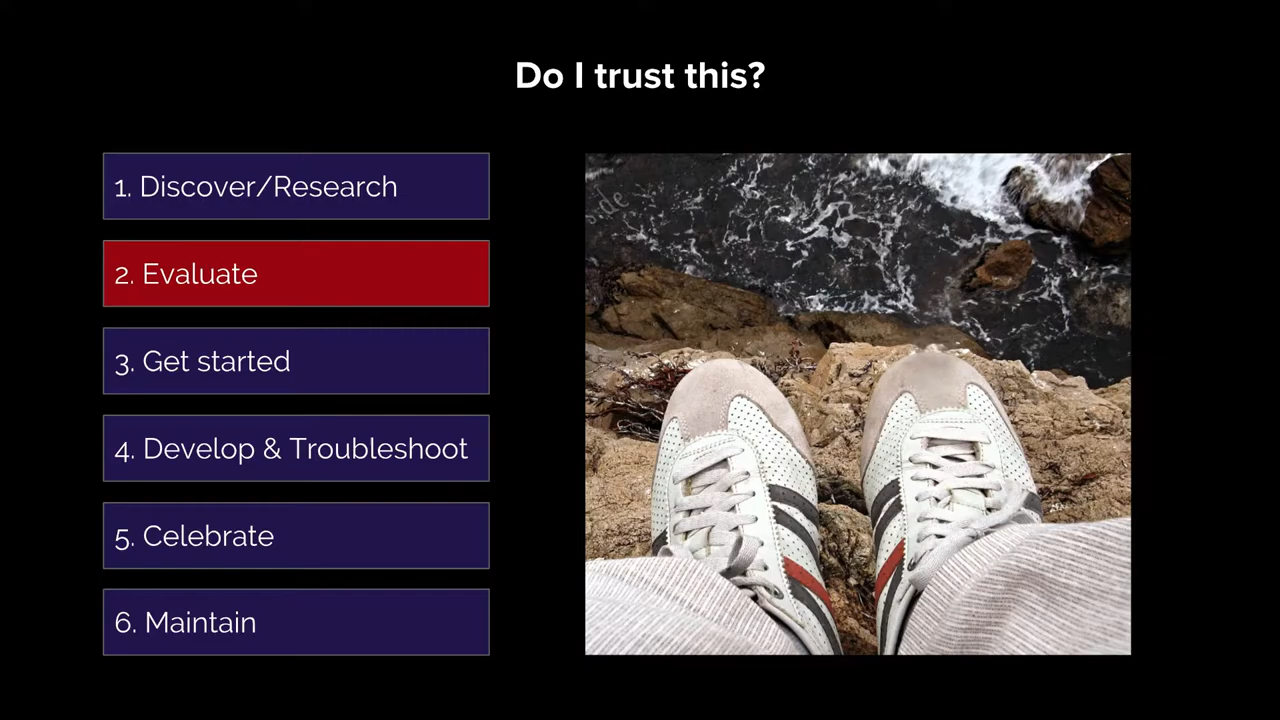 Do I trust this?
1. Discover/Research
2. Evaluate
3. Get started
4. Develop & Troubleshoot
5. Celebrate
6. Maintain